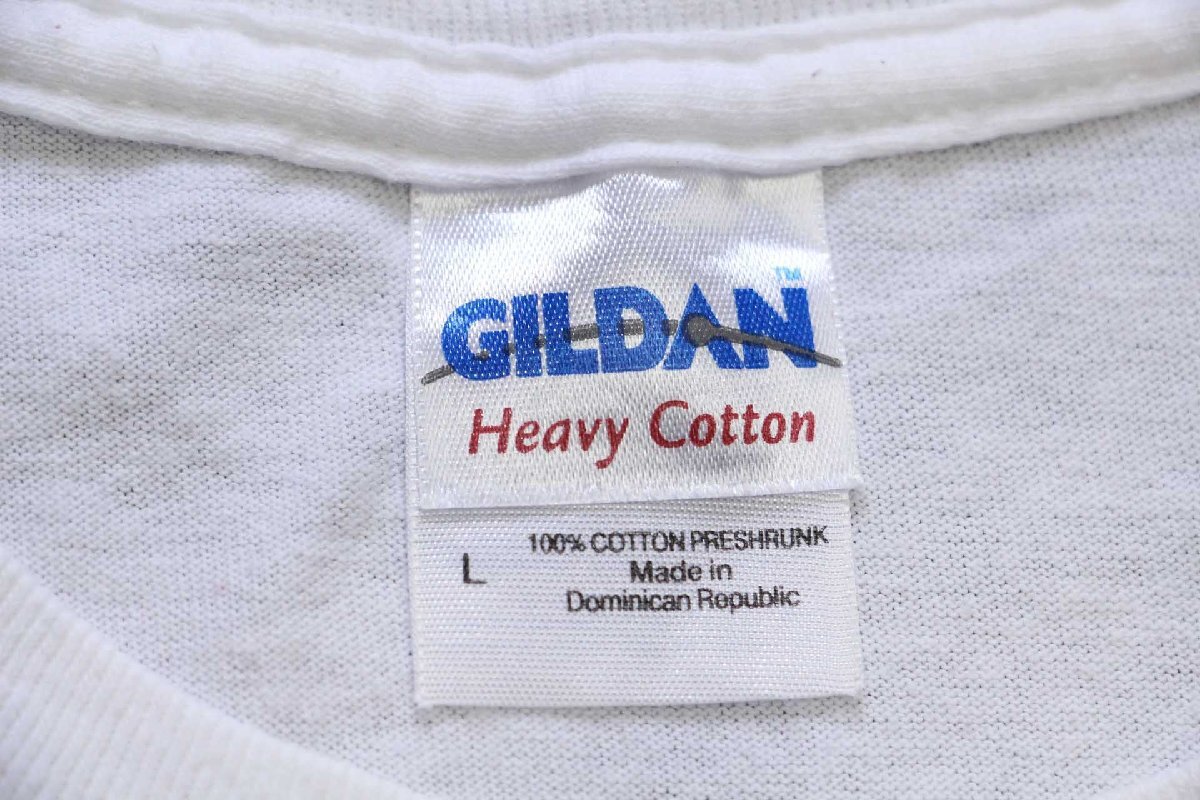 GILDAN™
Heavy Cotton
100% COTTON PRESHRUNK
L
Made in
Dominican Republic